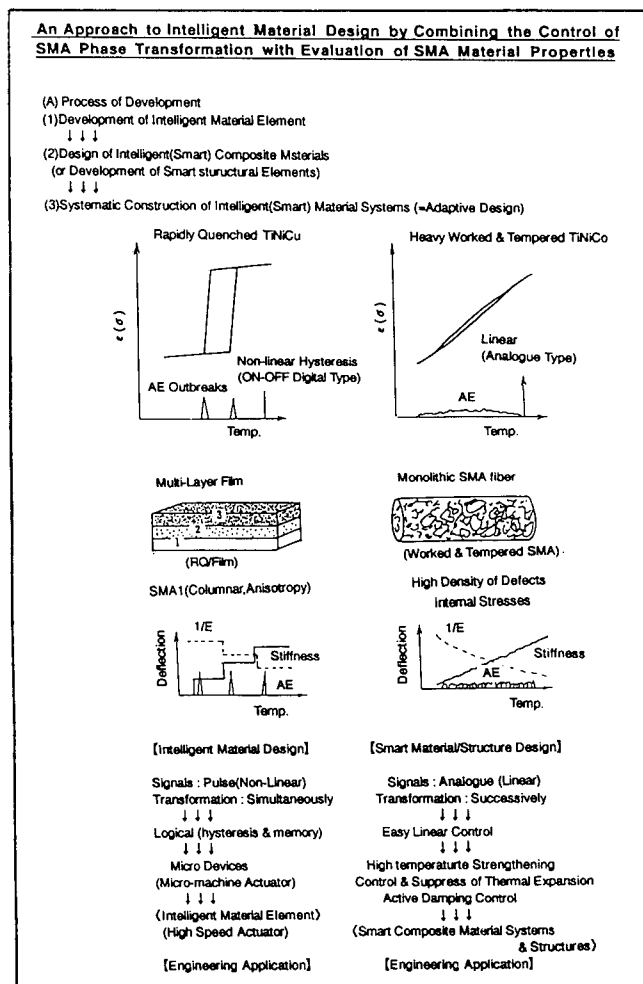 An Approach to Intelligent Material Design by Combining the Control of
SMA Phase Transformation with Evaluation of SMA Material Properties
(A) Process of Development
(1)Development of Intelligent Material Element
↓ ↓ ↓
(2)Design of Intelligent(Smart) Composite Msterials
(or Development of Smart stuructural Elements)
↓ ↓ ↓
(3)Systematic Construction of Intelligent(Smart) Material Systems (=Adaptive Design)
Rapidly Quenched TiNiCu
ε(σ)
Non-linear Hysteresis
(ON-OFF Digital Type)
AE Outbreaks
Temp.
Heavy Worked & Tempered TiNiCo
ε(σ)
Linear
(Analogue Type)
AE
Temp.
Multi-Layer Film
3
2
1
(RQ/Film)
SMA1(Columnar,Anisotropy)
Monolithic SMA fiber
(Worked & Tempered SMA)
High Density of Defects
Internal Stresses
Deflection
1/E
Stiffness
AE
Temp.
Deflection
1/E
Stiffness
AE
Temp.
[Intelligent Material Design]
Signals : Pulse(Non-Linear)
Transformation : Simultaneously
↓ ↓ ↓
Logical (hysteresis & memory)
↓ ↓ ↓
Micro Devices
(Micro-machine Actuator)
↓ ↓ ↓
⟨Intelligent Material Element⟩
(High Speed Actuator)
[Engineering Application]
[Smart Material/Structure Design]
Signals : Analogue (Linear)
Transformation : Successively
↓ ↓ ↓
Easy Linear Control
↓ ↓ ↓
High temperaturte Strengthening
Control & Suppress of Thermal Expansion
Active Damping Control
↓ ↓ ↓
⟨Smart Composite Material Systems
& Structures⟩
[Engineering Application]